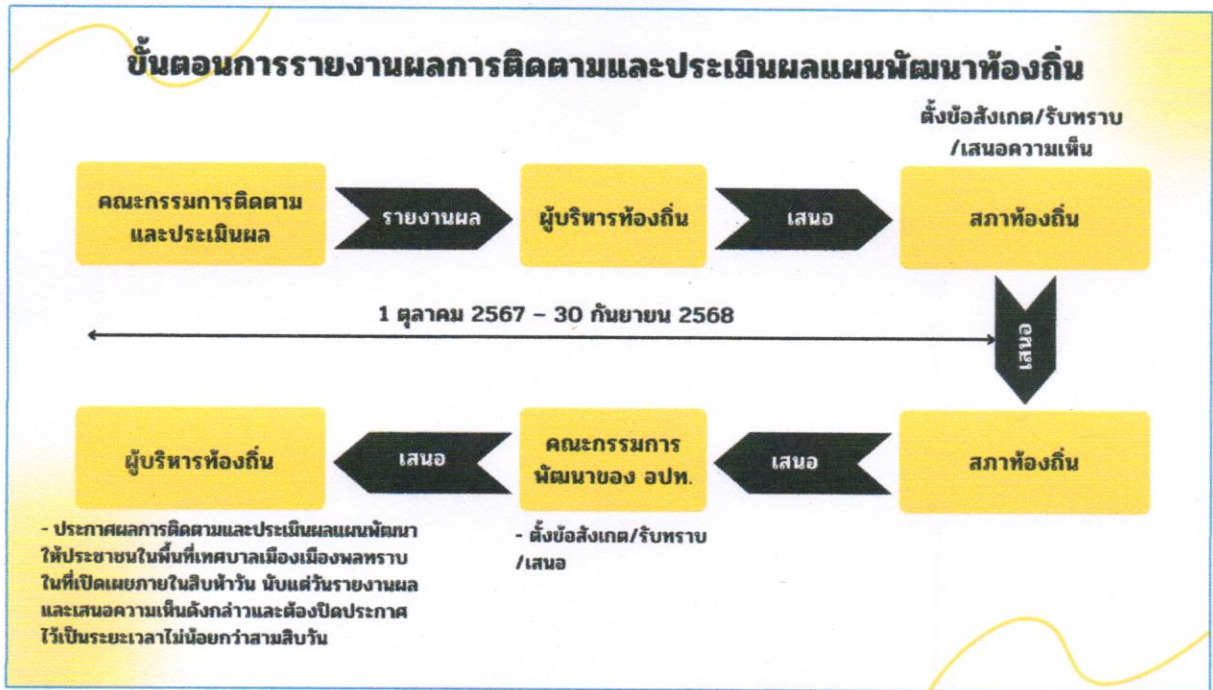 ขั้นตอนการรายงานผลการติดตามและประเมินผลแผนพัฒนาท้องถิ่น
ตั้งข้อสังเกต/รับทราบ
/เสนอความเห็น
คณะกรรมการติดตาม
และประเมินผล
รายงานผล
ผู้บริหารท้องถิ่น
เสนอ
สภาท้องถิ่น
1 ตุลาคม 2567 – 30 กันยายน 2568
เสนอ
ผู้บริหารท้องถิ่น
เสนอ
คณะกรรมการ
พัฒนาของ อปท.
เสนอ
สภาท้องถิ่น
- ประกาศผลการติดตามและประเมินผลแผนพัฒนา
ให้ประชาชนในพื้นที่เทศบาลเมืองเมืองพลทราบ
ในที่เปิดเผยภายในสิบห้าวัน นับแต่วันรายงานผล
และเสนอความเห็นดังกล่าวและต้องปิดประกาศ
ไว้เป็นระยะเวลาไม่น้อยกว่าสามสิบวัน
- ตั้งข้อสังเกต/รับทราบ
/เสนอ